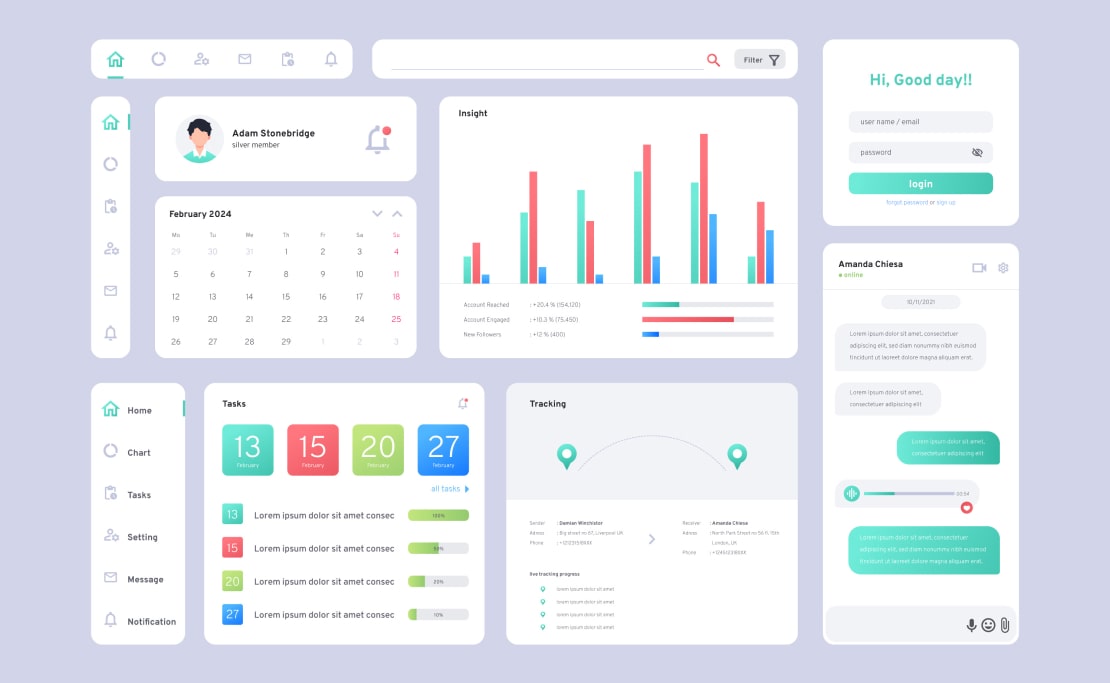 Filter
Adam Stonebridge
silver member
February 2024
Mo Tu We Th Fr Sa Su
29 30 31 1 2 3 4
5 6 7 8 9 10 11
12 13 14 15 16 17 18
19 20 21 22 23 24 25
26 27 28 29 1 2 3
Insight
Account Reached : +20,4 % (154,120)
Account Engaged : +10,3 % (75,450)
New Followers : +12 % (400)
Hi, Good day!!
user name / email
password
login
forgot password or sign up
Home
Chart
Tasks
Setting
Message
Notification
Tasks
13 15 20 27
February February February February
all tasks
13 Lorem ipsum dolor sit amet consec 100%
15 Lorem ipsum dolor sit amet consec
20 Lorem ipsum dolor sit amet consec 20%
27 Lorem ipsum dolor sit amet consec 10%
Tracking
Sender : Damian Winchistor
Adress : Big street no 67, Liverpool UK
Phone
Receiver : Amanda Chiesa
Adress : North Park Street no 56 fl. 15th
London, UK
Phone
live tracking progress
lorem ipsum dolor sit amet
lorem ipsum dolor sit amet
lorem ipsum dolor sit amet
lorem ipsum dolor sit amet
Amanda Chiesa
online
10/11/2021
Lorem ipsum dolor sit amet, consectetuer
adipiscing elit, sed diam nonummy nibh euismod
tincidunt ut laoreet dolore magna aliquam erat.
Lorem ipsum dolor sit amet,
consectetuer adipiscing elit
Lorem ipsum dolor sit amet,
consectetuer adipiscing elit
00:54
Lorem ipsum dolor sit amet, consectetuer
adipiscing elit, sed diam nonummy nibh euismod
tincidunt ut laoreet dolore magna aliquam erat.